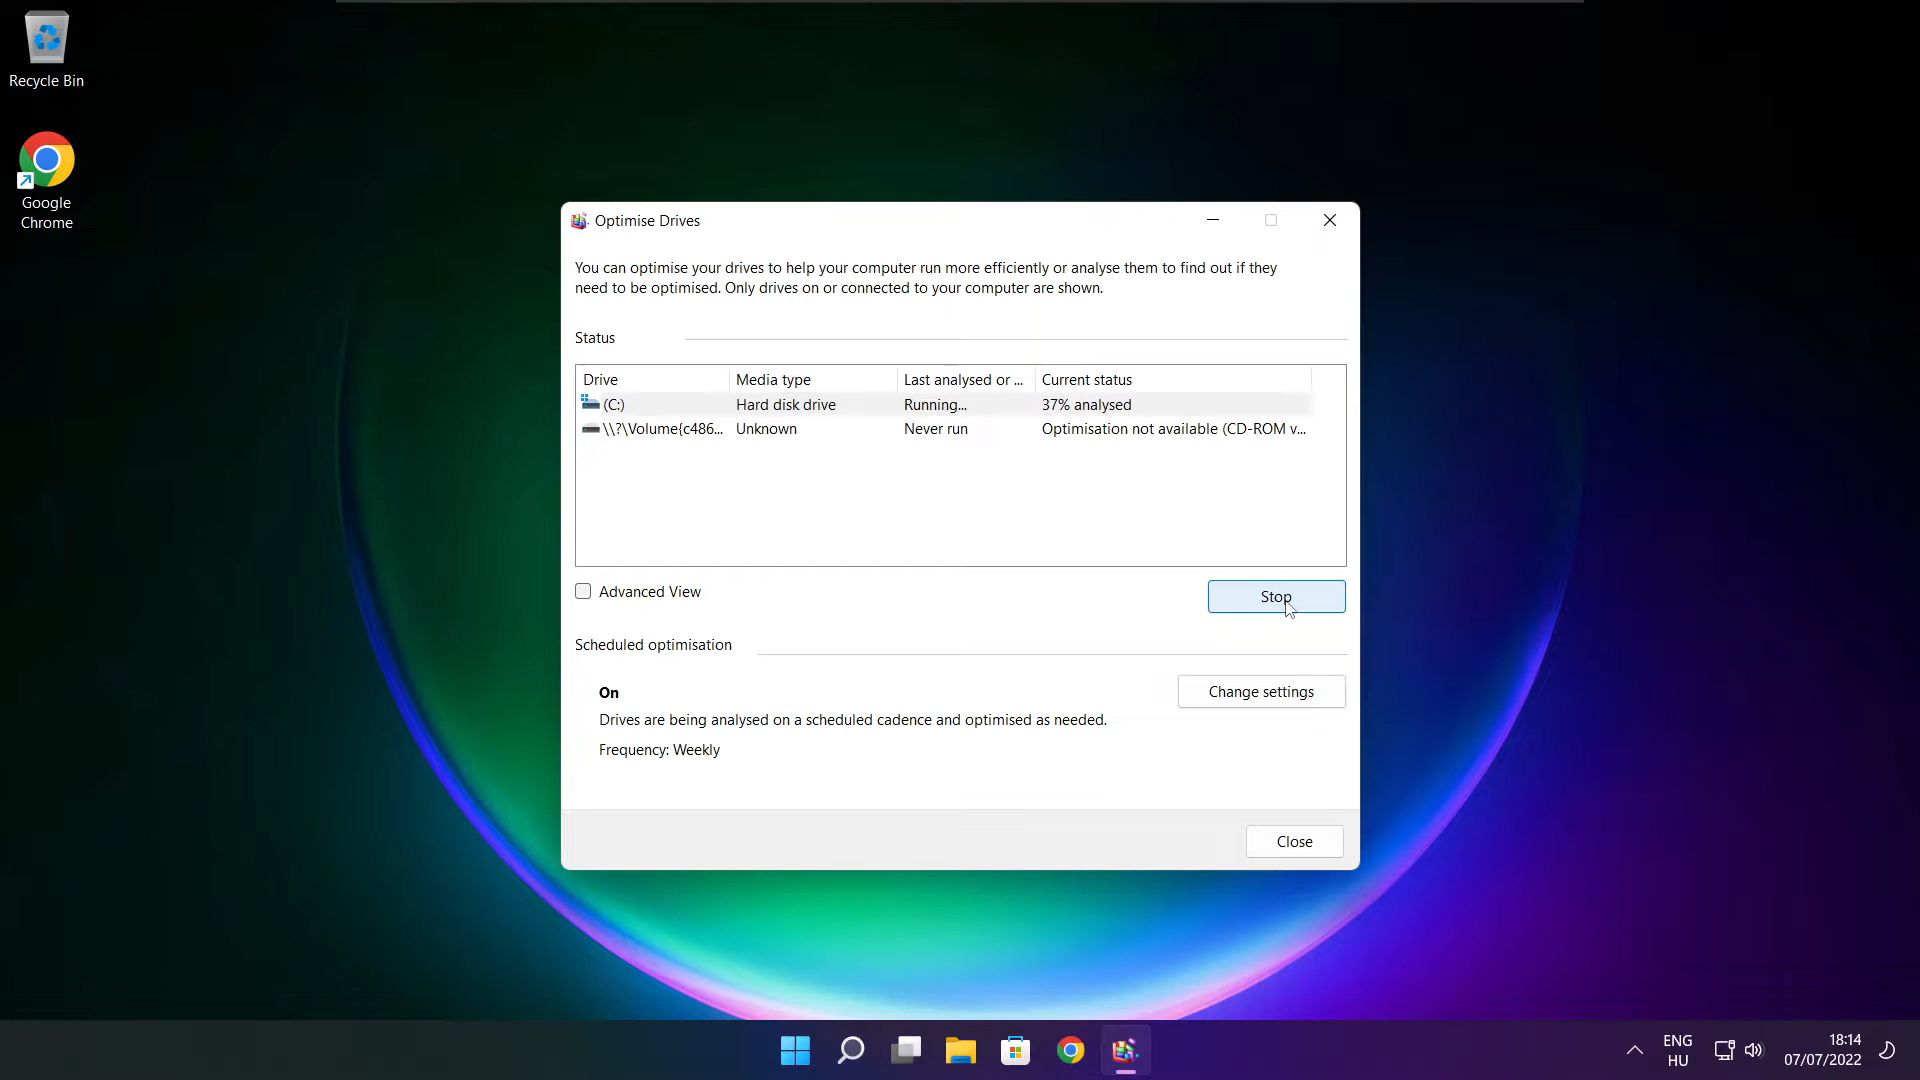 Recycle Bin
Google
Chrome
Optimise Drives
You can optimise your drives to help your computer run more efficiently or analyse them to find out if they
need to be optimised. Only drives on or connected to your computer are shown.
Status
Drive Media type Last analysed or ... Current status
(C:) Hard disk drive Running... 37% analysed
\\?\Volume{c486... Unknown Never run Optimisation not available (CD-ROM v...
Advanced View
Stop
Scheduled optimisation
On
Change settings
Drives are being analysed on a scheduled cadence and optimised as needed.
Frequency: Weekly
Close
ENG
HU
18:14
07/07/2022